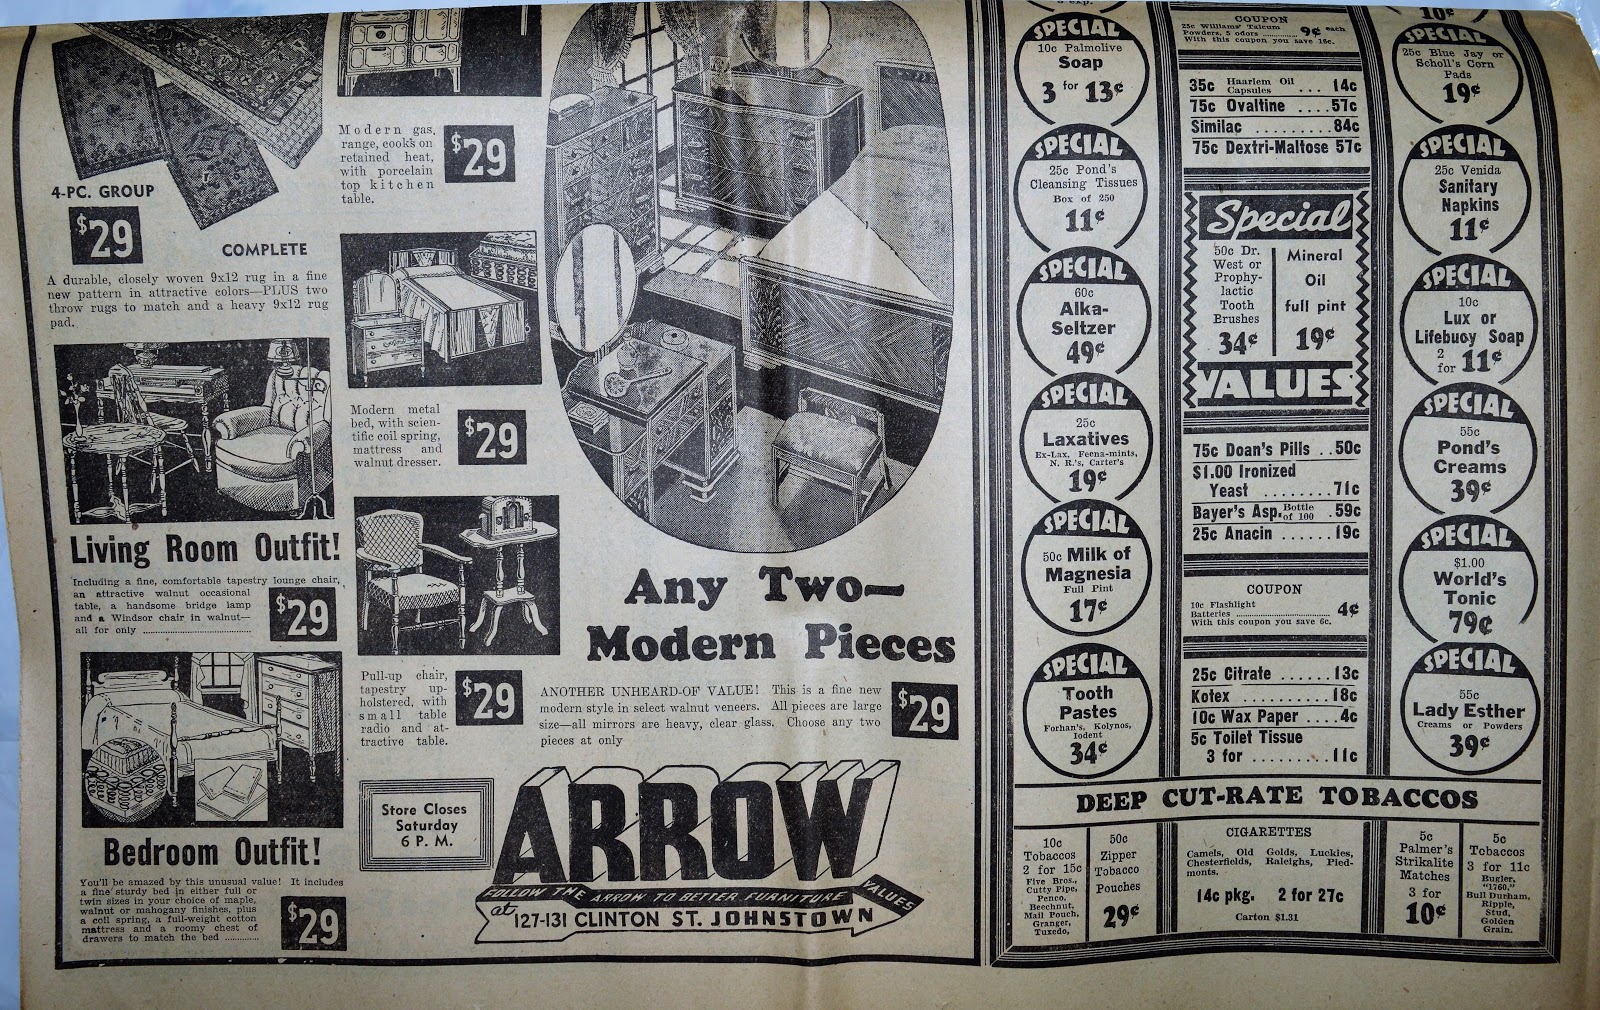 4-PC. GROUP
$29
COMPLETE
A durable, closely woven 9x12 rug in a fine
new pattern in attractive colors—PLUS two
throw rugs to match and a heavy 9x12 rug
pad.
Living Room Outfit!
Including a fine, comfortable tapestry lounge chair,
an attractive walnut occasional
table, a handsome bridge lamp
and a Windsor chair in walnut—
all for only
$29
Bedroom Outfit!
You'll be amazed by this unusual value! It includes
a fine sturdy bed in either full or
twin sizes in your choice of maple,
walnut or mahogany finishes, plus
a coil spring, a full-weight cotton
mattress and a roomy chest of
drawers to match the bed
$29
Modern gas,
range, cooks on
retained heat,
with porcelain
top kitchen
table.
$29
Modern metal
bed, with scien-
tific coil spring,
mattress and
walnut dresser.
$29
Pull-up chair,
tapestry up-
holstered, with
small table
radio and at-
tractive table.
$29
Any Two—
Modern Pieces
ANOTHER UNHEARD-OF VALUE! This is a fine new
modern style in select walnut veneers. All pieces are large
size—all mirrors are heavy, clear glass. Choose any two
pieces at only
$29
Store Closes
Saturday
6 P. M.
ARROW
FOLLOW THE ARROW TO BETTER FURNITURE VALUES
at 127-131 CLINTON ST. JOHNSTOWN
SPECIAL
10c Palmolive
Soap
3 for 13¢
SPECIAL
25c Pond's
Cleansing Tissues
Box of 250
11¢
SPECIAL
60c
Alka-
Seltzer
49¢
SPECIAL
25c
Laxatives
Ex-Lax, Feena-mints,
N. R.'s, Carter's
19¢
SPECIAL
50c Milk of
Magnesia
Full Pint
17¢
SPECIAL
Tooth
Pastes
Forhan's, Kolynos,
Iodent
34¢
COUPON
25c Williams' Talcum
Powders, 5 odors 9¢ each
With this coupon you save 16c.
35c Haarlem Oil Capsules ... 14c
75c Ovaltine ....57c
Similac .........84c
75c Dextri-Maltose 57c
Special
50c Dr.
West or
Prophy-
lactic
Tooth
Brushes
34¢
Mineral
Oil
full pint
19¢
VALUES
75c Doan's Pills ..50c
$1.00 Ironized
Yeast ........71c
Bayer's Asp. Bottle of 100 .59c
25c Anacin ......19c
COUPON
10c Flashlight
Batteries 4¢
With this coupon you save 6c.
25c Citrate ......13c
Kotex ..........18c
10c Wax Paper ....4c
5c Toilet Tissue
3 for .........11c
10¢
SPECIAL
25c Blue Jay or
Scholl's Corn
Pads
19¢
SPECIAL
25c Venida
Sanitary
Napkins
11¢
SPECIAL
10c
Lux or
Lifebuoy Soap
2 for 11¢
SPECIAL
55c
Pond's
Creams
39¢
SPECIAL
$1.00
World's
Tonic
79¢
SPECIAL
55c
Lady Esther
Creams or Powders
39¢
DEEP CUT-RATE TOBACCOS
10c
Tobaccos
2 for 15c
Five Bros.,
Cutty Pipe,
Penco,
Beechnut,
Mail Pouch,
Granger,
Tuxedo,
50c
Zipper
Tobacco
Pouches
29¢
CIGARETTES
Camels, Old Golds, Luckies,
Chesterfields, Raleighs, Pied-
monts.
14c pkg. 2 for 27c
Carton $1.31
5c
Palmer's
Strikalite
Matches
3 for
10¢
5c
Tobaccos
3 for 11c
Bugler,
"1760,"
Bull Durham,
Ripple,
Stud,
Golden
Grain.